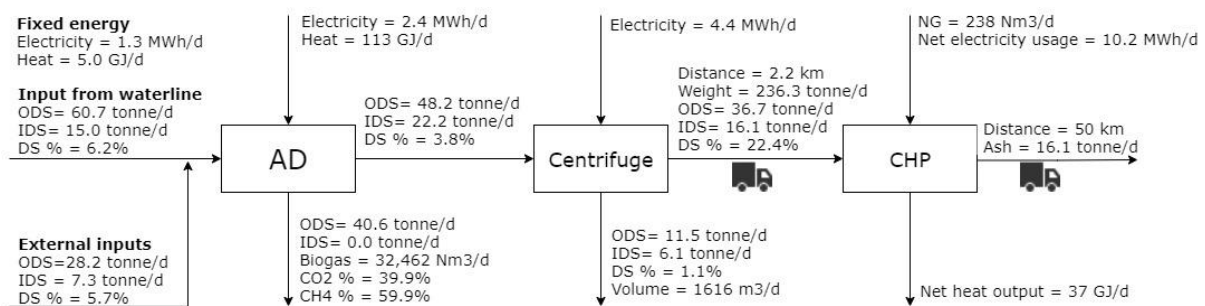 Fixed energy
Electricity = 1.3 MWh/d
Heat = 5.0 GJ/d
Electricity = 2.4 MWh/d
Heat = 113 GJ/d
Electricity = 4.4 MWh/d
NG = 238 Nm3/d
Net electricity usage = 10.2 MWh/d
Input from waterline
ODS= 60.7 tonne/d
IDS= 15.0 tonne/d
DS % = 6.2%
AD
ODS= 48.2 tonne/d
IDS= 22.2 tonne/d
DS % = 3.8%
Centrifuge
Distance = 2.2 km
Weight = 236.3 tonne/d
ODS= 36.7 tonne/d
IDS= 16.1 tonne/d
DS % = 22.4%
CHP
Distance = 50 km
Ash = 16.1 tonne/d
External inputs
ODS=28.2 tonne/d
IDS = 7.3 tonne/d
DS % = 5.7%
ODS= 40.6 tonne/d
IDS= 0.0 tonne/d
Biogas = 32,462 Nm3/d
CO2 % = 39.9%
CH4 % = 59.9%
ODS= 11.5 tonne/d
IDS= 6.1 tonne/d
DS % = 1.1%
Volume = 1616 m3/d
Net heat output = 37 GJ/d